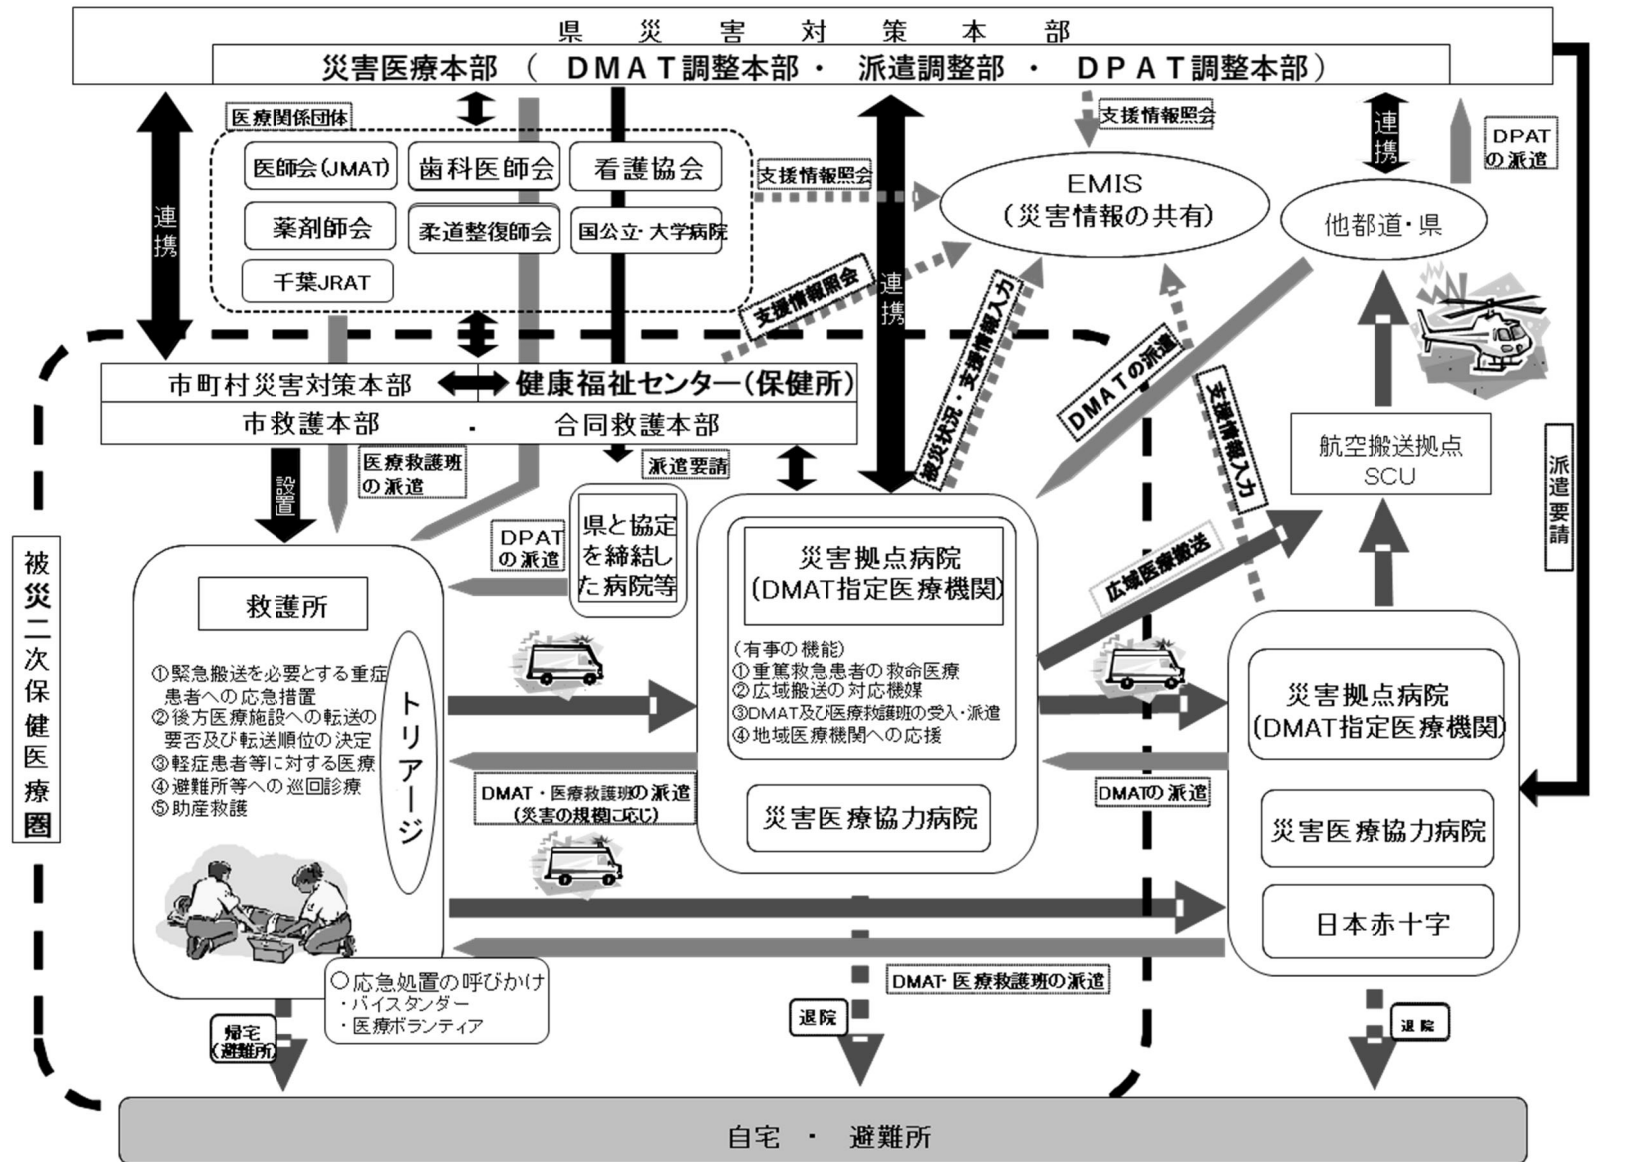 県災害対策本部
災害医療本部（DMAT調整本部・派遣調整部・DPAT調整本部）
医療関係団体
医師会(JMAT)
歯科医師会
看護協会
薬剤師会
柔道整復師会
国公立・大学病院
千葉JRAT
連携
支援情報照会
支援情報照会
EMIS
(災害情報の共有)
連携
DPAT
の派遣
他都道・県
連携
支援情報照会
被災状況・支援情報入力
DMATの派遣
支援情報入力
市町村災害対策本部
健康福祉センター(保健所)
市救護本部・合同救護本部
設置
医療救護班
の派遣
派遣要請
航空搬送拠点
SCU
派遣要請
被災二次保健医療圏
DPAT
の派遣
県と協定
を締結し
た病院等
救護所
①緊急搬送を必要とする重症
患者への応急措置
②後方医療施設への転送の
要否及び転送順位の決定
③軽症患者等に対する医療
④避難所等への巡回診療
⑤助産救護
トリアージ
災害拠点病院
(DMAT指定医療機関)
(有事の機能)
①重篤救急患者の救命医療
②広域搬送の対応機媒
③DMAT及び医療救護班の受入・派遣
④地域医療機関への応援
災害医療協力病院
広域医療搬送
災害拠点病院
(DMAT指定医療機関)
災害医療協力病院
日本赤十字
DMAT・医療救護班の派遣
(災害の規模に応じ)
DMATの派遣
DMAT・医療救護班の派遣
○応急処置の呼びかけ
・バイスタンダー
・医療ボランティア
帰宅
(避難所)
退院
退院
自宅・避難所